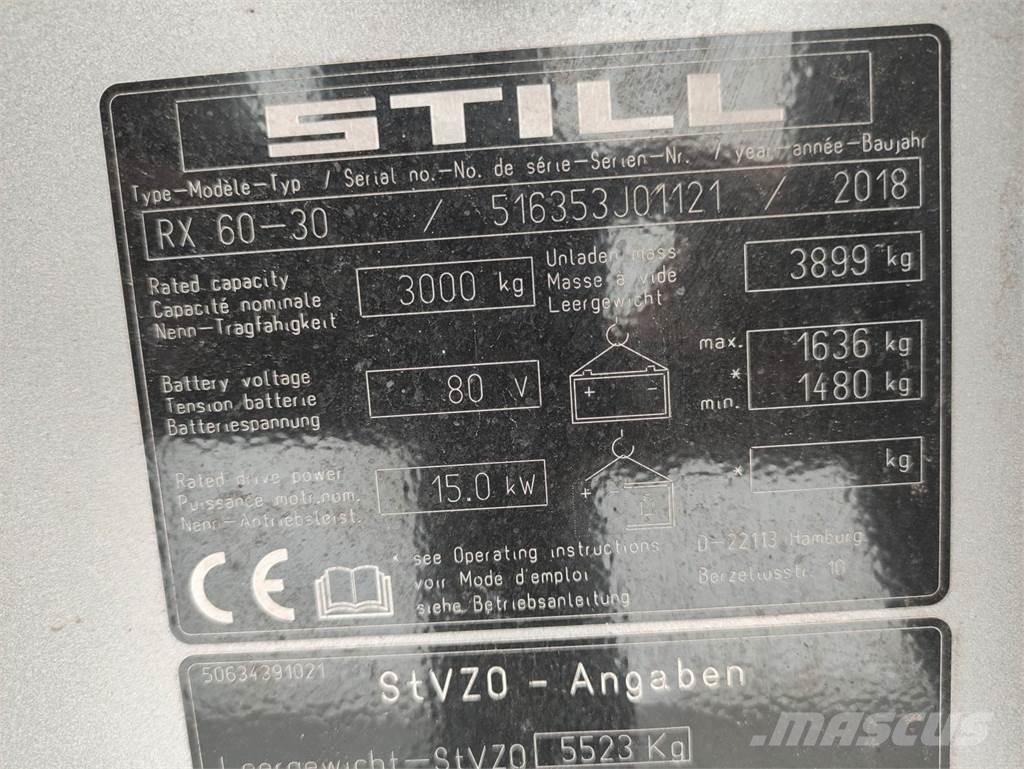 STILL
Type-Modèle-Typ / Serial no.-No. de série-Serien-Nr. / year-année-Baujahr
RX 60-30 / 516353J01121 / 2018
Rated capacity
Capacité nominale
Nenn-Tragfähigkeit
3000 kg
Unladen mass
Masse à vide
Leergewicht
3899 kg
Battery voltage
Tension batterie
Batteriespannung
80 V
+ -
max.
*
min.
1636 kg
1480 kg
Rated drive power
Puissance motr.nom.
Nenn-Antriebsleist.
15.0 kW
+ -
*
kg
CE
* see Operating instructions
voir Mode d'emploi
siehe Betriebsanleitung
D-22113 Hamburg
Berzeliusstr. 10
50634391021
StVZO - Angaben
Leergewicht-StVZO 5523 Kg
MASCUS